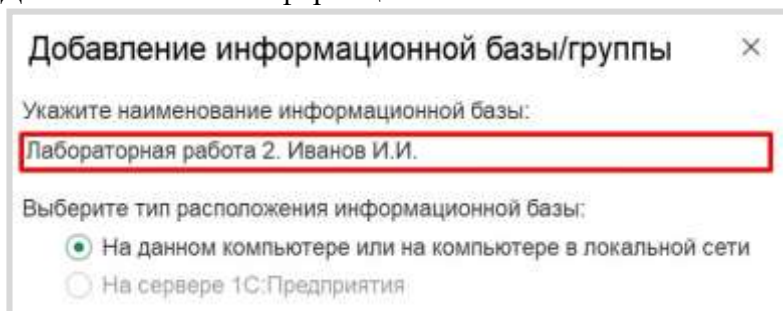 Добавление информационной базы/группы
Укажите наименование информационной базы:
Лабораторная работа 2. Иванов И.И.
Выберите тип расположения информационной базы:
На данном компьютере или на компьютере в локальной сети
На сервере 1С:Предприятия